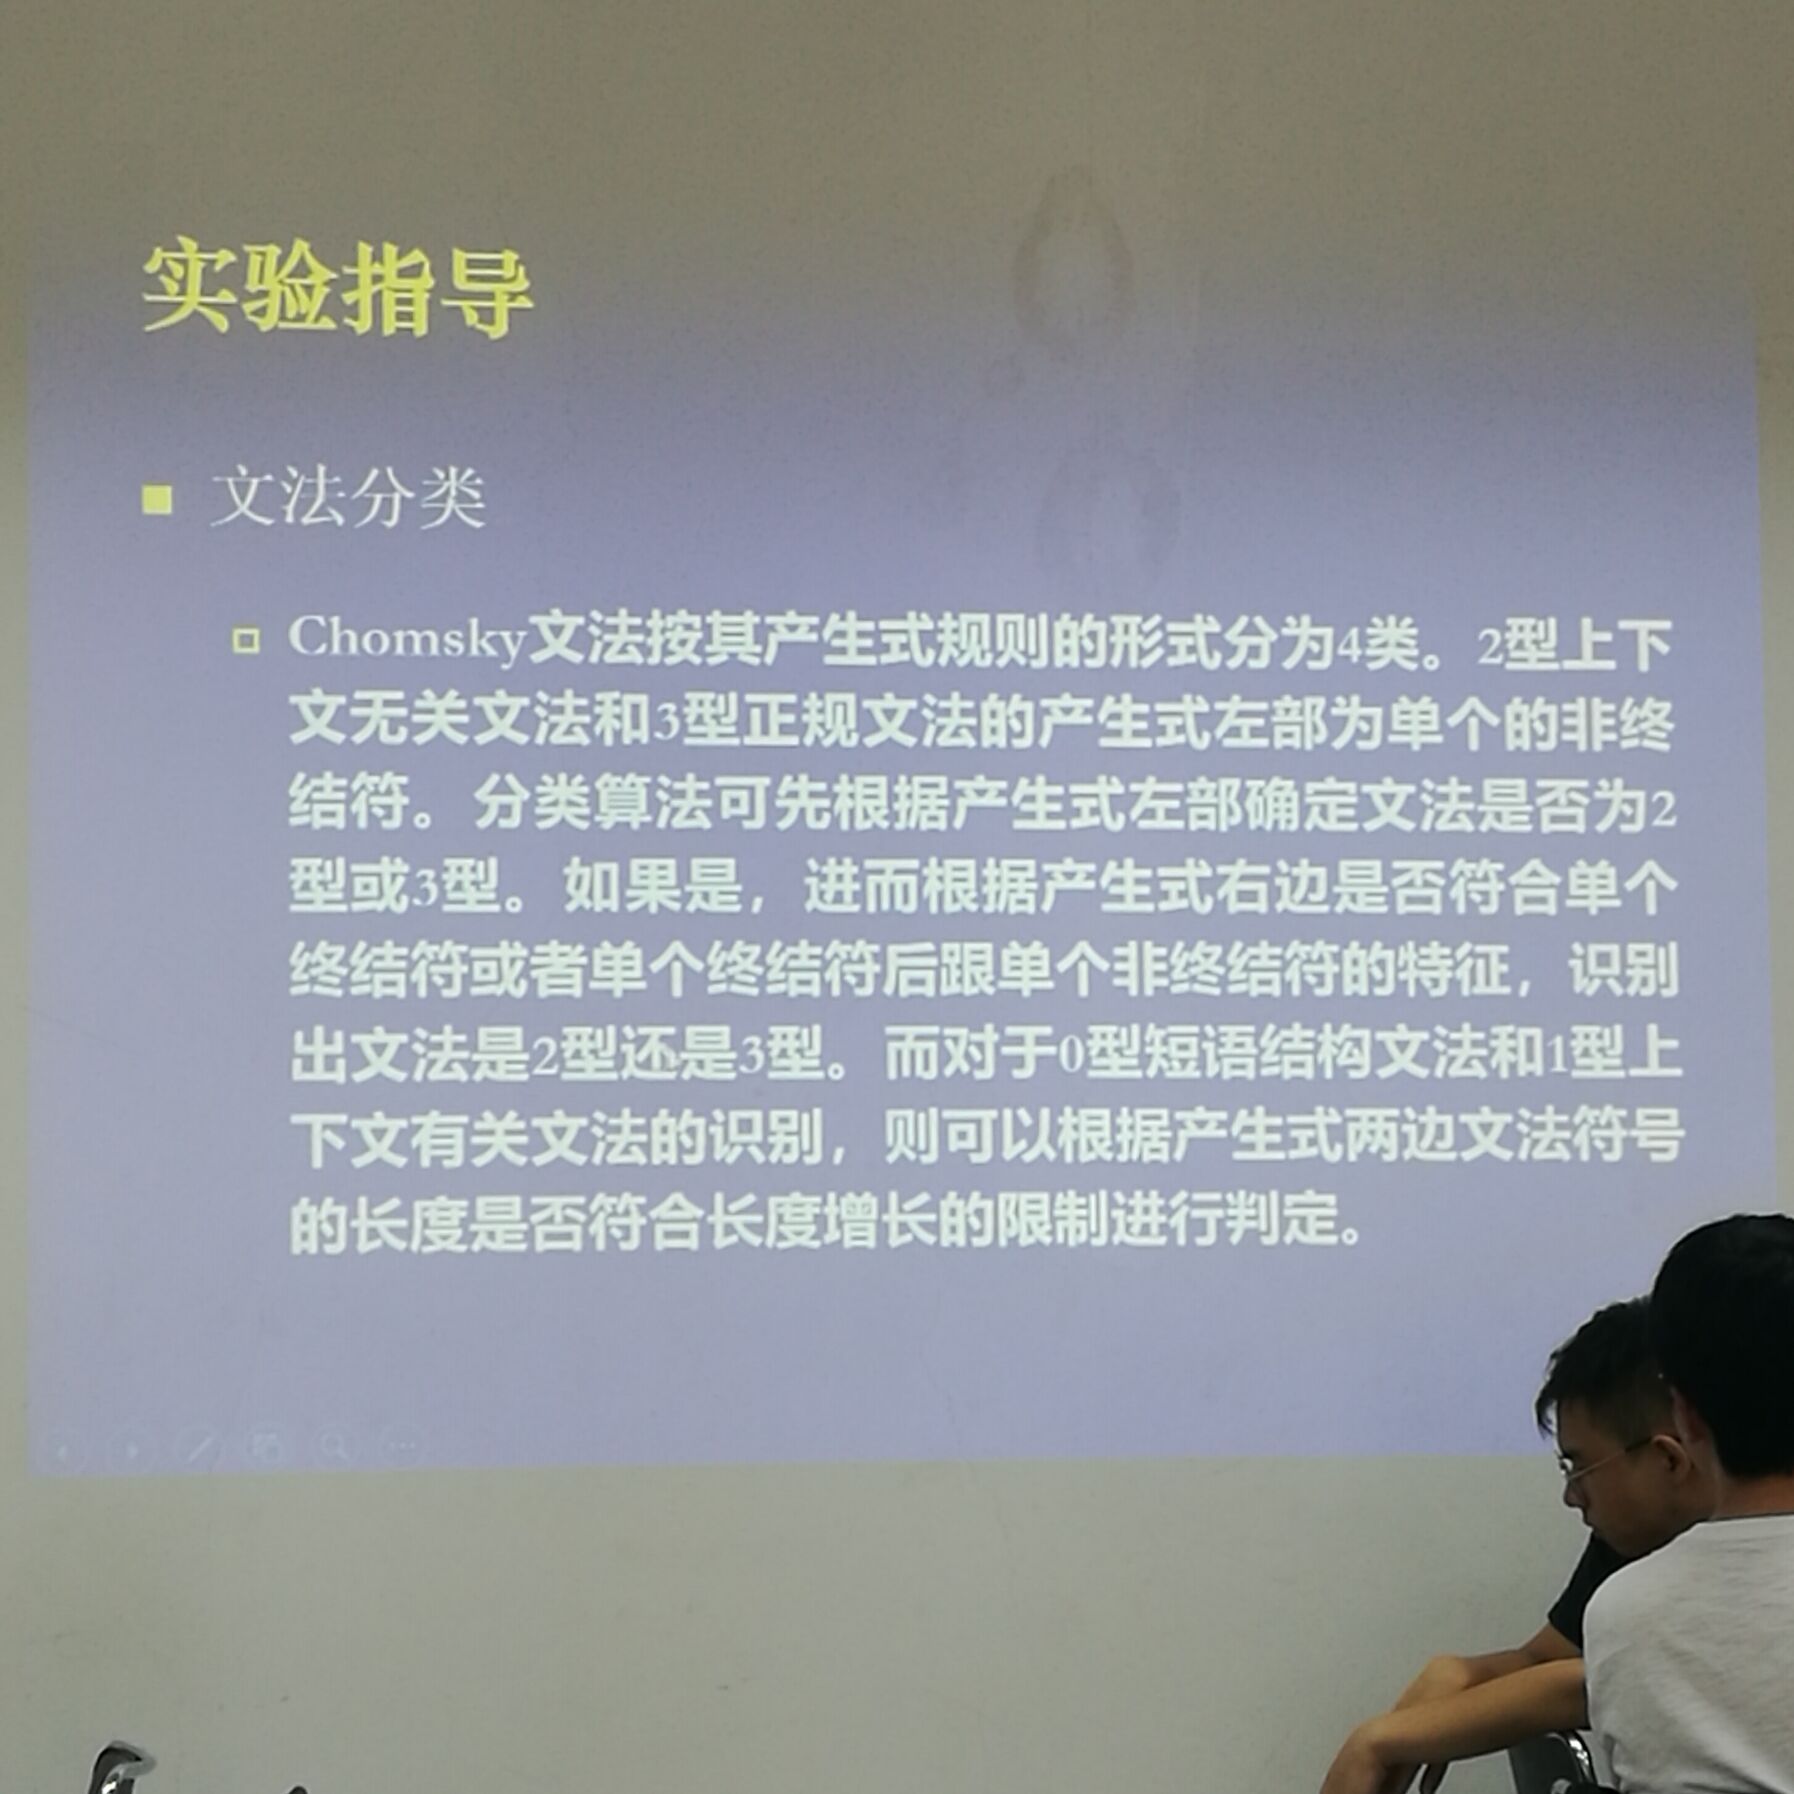 实验指导
文法分类
Chomsky文法按其产生式规则的形式分为4类。2型上下
文无关文法和3型正规文法的产生式左部为单个的非终
结符。分类算法可先根据产生式左部确定文法是否为2
型或3型。如果是，进而根据产生式右边是否符合单个
终结符或者单个终结符后跟单个非终结符的特征，识别
出文法是2型还是3型。而对于0型短语结构文法和1型上
下文有关文法的识别，则可以根据产生式两边文法符号
的长度是否符合长度增长的限制进行判定。